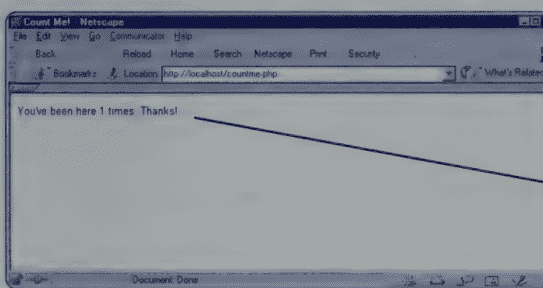 Count Me! Netscape
File Edit View Go Communicator Help
Back Reload Home Search Netscape Print Security
Bookmarks Location http://localhost/countme.php What's Related
You've been here 1 times Thanks!
Document: Done